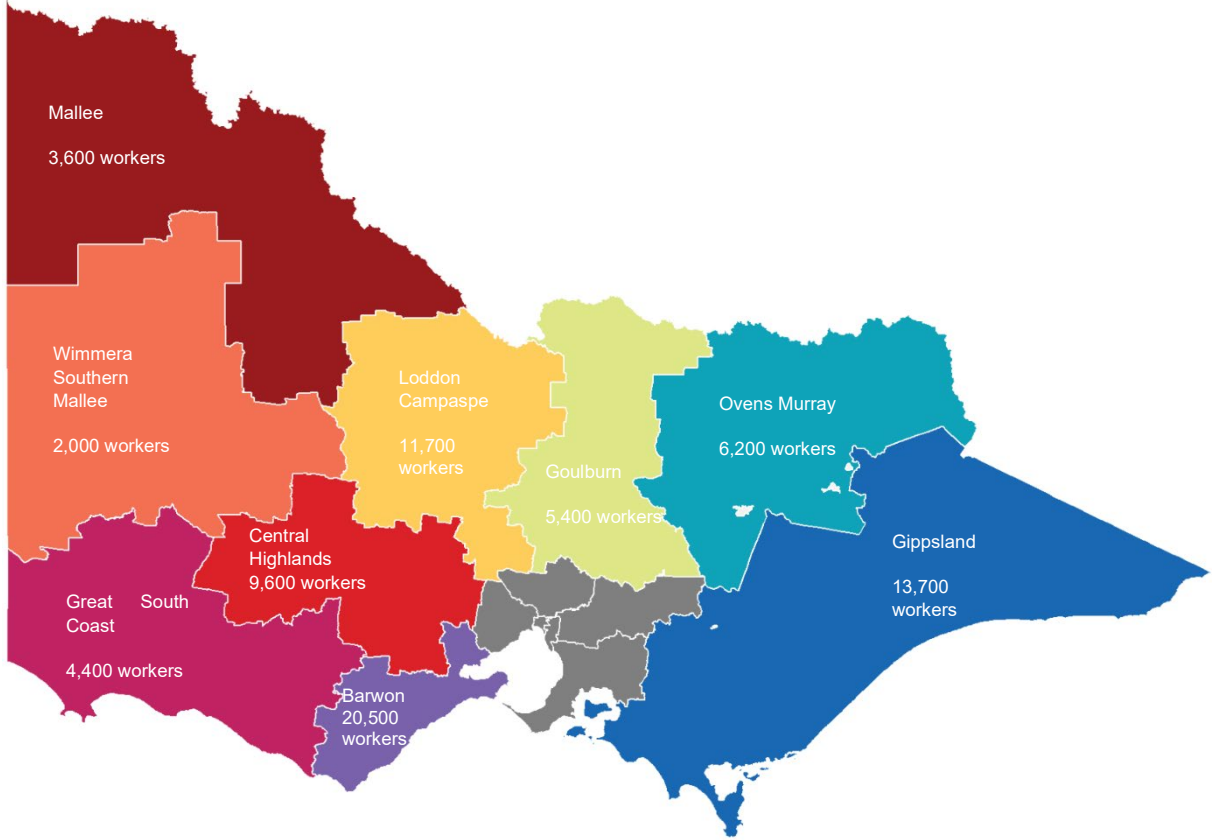 Mallee
3,600 workers
Wimmera
Southern
Mallee
2,000 workers
Loddon
Campaspe
11,700
workers
Goulburn
5,400 workers
Ovens Murray
6,200 workers
Gippsland
13,700
workers
Central
Highlands
9,600 workers
Great South
Coast
4,400 workers
Barwon
20,500
workers